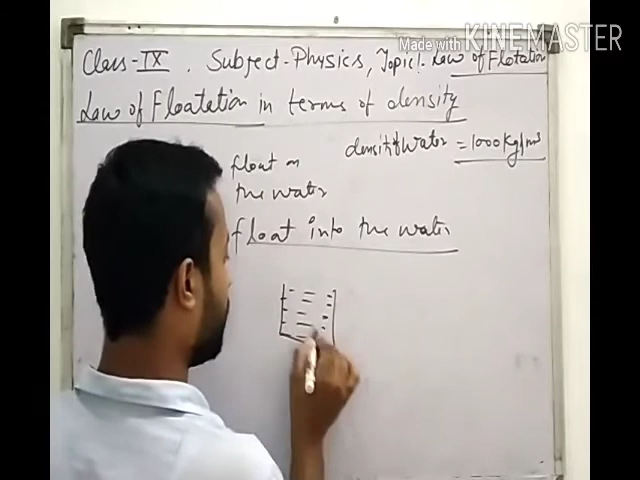 Made with KINEMASTER
Class-IX. Subject-Physics, Topic:- Law of Flotation
Law of Floatation in terms of density
float on density of water = 1000 Kg/m³
the water
float into the water